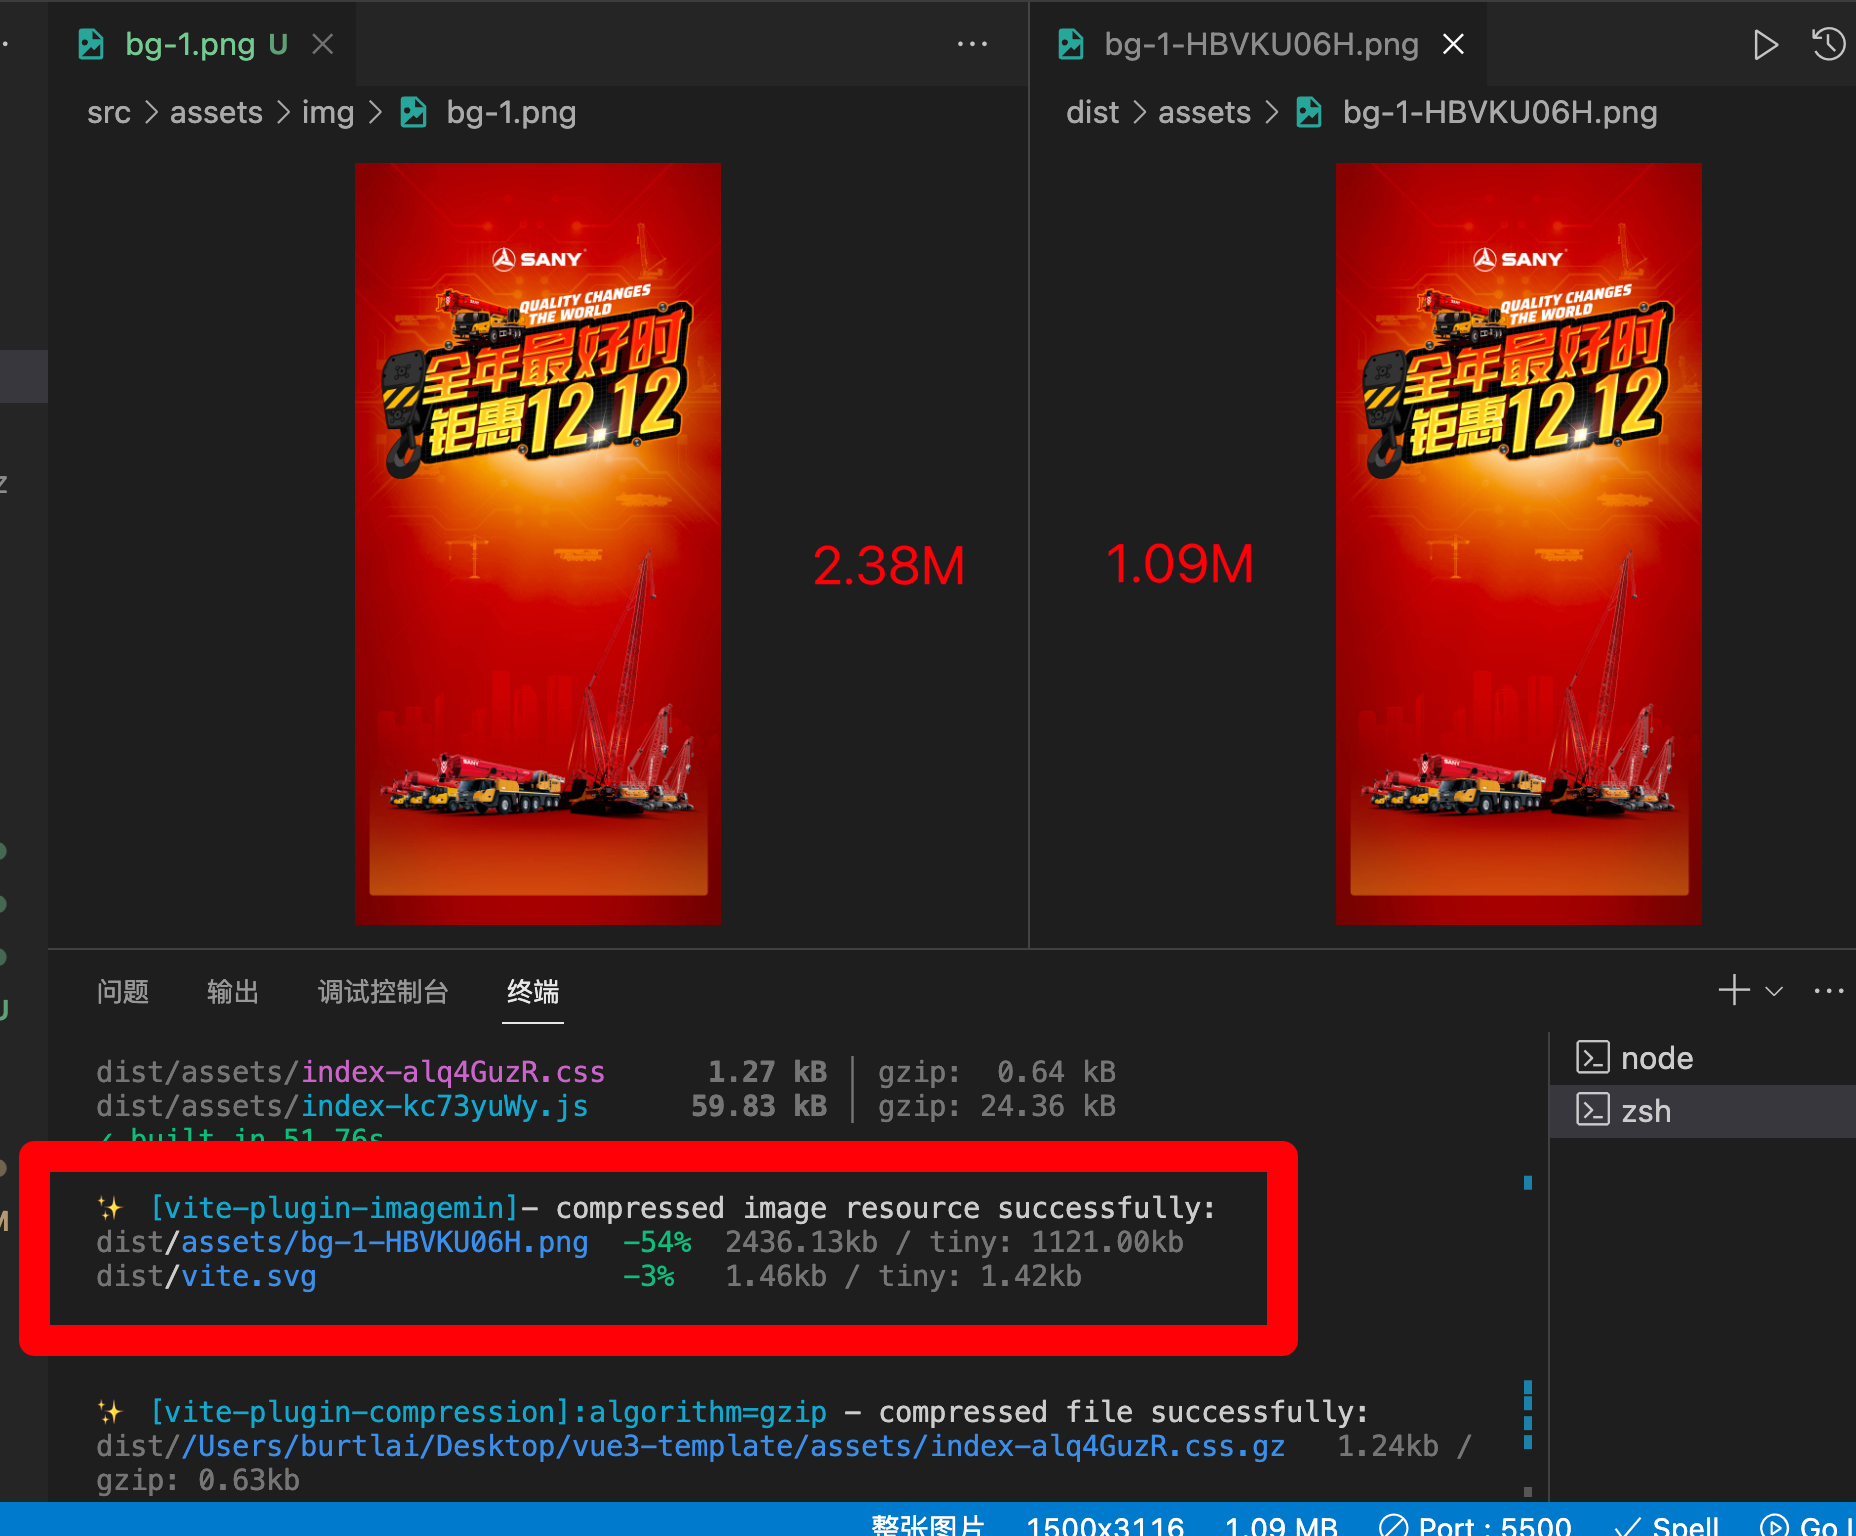 bg-1.png U
bg-1-HBVKU06H.png
src > assets > img > bg-1.png
dist > assets > bg-1-HBVKU06H.png
SANY
QUALITY CHANGES
THE WORLD
全年最好时
钜惠12.12
SANY
SANY
QUALITY CHANGES
THE WORLD
全年最好时
钜惠12.12
SANY
2.38M
1.09M
问题 输出 调试控制台 终端
dist/assets/index-alq4GuzR.css 1.27 kB │ gzip: 0.64 kB
dist/assets/index-kc73yuWy.js 59.83 kB │ gzip: 24.36 kB
✓ built in 51.76s
✨ [vite-plugin-imagemin]- compressed image resource successfully:
dist/assets/bg-1-HBVKU06H.png -54% 2436.13kb / tiny: 1121.00kb
dist/vite.svg -3% 1.46kb / tiny: 1.42kb
✨ [vite-plugin-compression]:algorithm=gzip - compressed file successfully:
dist//Users/burtlai/Desktop/vue3-template/assets/index-alq4GuzR.css.gz 1.24kb /
gzip: 0.63kb
node
zsh
整张图片 1500x3116 1.09 MB Port : 5500 Spell Go